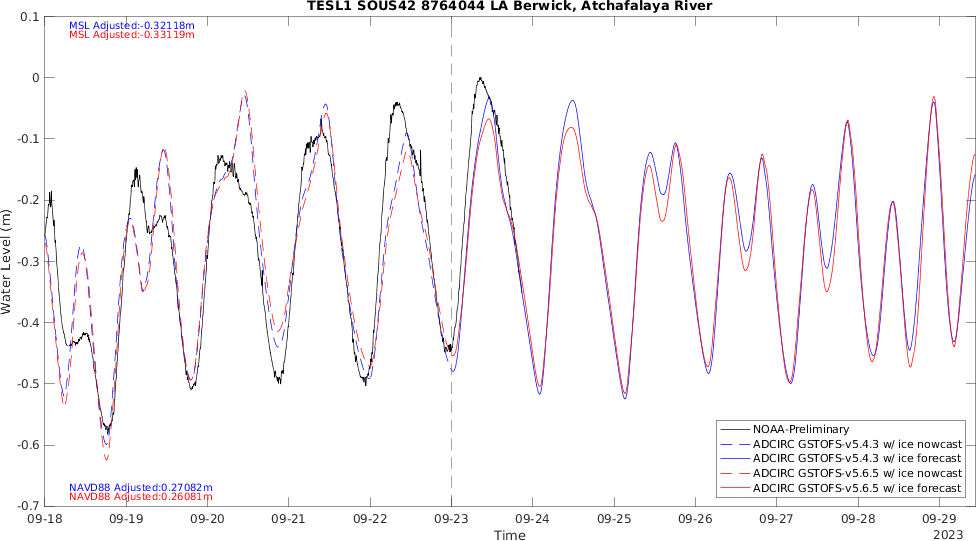 TESL1 SOUS42 8764044 LA Berwick, Atchafalaya River
0.1
MSL Adjusted:-0.32118m
MSL Adjusted:-0.33119m
0
-0.1
-0.2
-0.3
-0.4
-0.5
-0.6
-0.7
Water Level (m)
NOAA-Preliminary
ADCIRC GSTOFS-v5.4.3 w/ ice nowcast
ADCIRC GSTOFS-v5.4.3 w/ ice forecast
ADCIRC GSTOFS-v5.6.5 w/ ice nowcast
ADCIRC GSTOFS-v5.6.5 w/ ice forecast
NAVD88 Adjusted:0.27082m
NAVD88 Adjusted:0.26081m
09-18 09-19 09-20 09-21 09-22 09-23 09-24 09-25 09-26 09-27 09-28 09-29
Time
2023